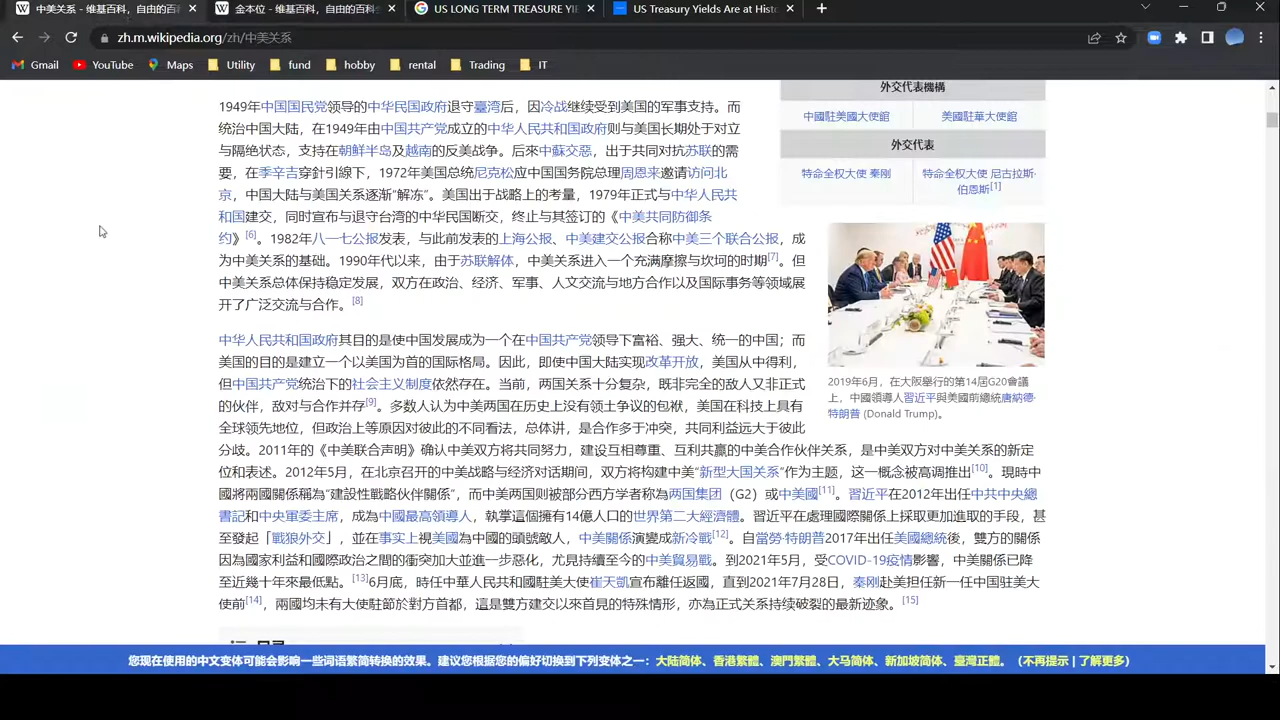 中美关系 - 维基百科，自由的百科
金本位 - 维基百科，自由的百科全
US LONG TERM TREASURE YI
US Treasury Yields Are at Histo
zh.m.wikipedia.org/zh/中美关系
Gmail YouTube Maps Utility fund hobby rental Trading IT
1949年中国国民党领导的中华民国政府退守臺湾后，因冷战继续受到美国的军事支持。而
统治中国大陆，在1949年由中国共产党成立的中华人民共和国政府则与美国长期处于对立
与隔绝状态，支持在朝鲜半岛及越南的反美战争。后來中蘇交惡，出于共同对抗苏联的需
要，在季辛吉穿針引線下，1972年美国总统尼克松应中国国务院总理周恩来邀请访问北
京，中国大陆与美国关系逐渐"解冻"。美国出于战略上的考量，1979年正式与中华人民共
和国建交，同时宣布与退守台湾的中华民国断交，终止与其签订的《中美共同防御条
约》[6]。1982年八一七公报发表，与此前发表的上海公报、中美建交公报合称中美三个联合公报，成
为中美关系的基础。1990年代以来，由于苏联解体，中美关系进入一个充满摩擦与坎坷的时期[7]。但
中美关系总体保持稳定发展，双方在政治、经济、军事、人文交流与地方合作以及国际事务等领域展
开了广泛交流与合作。[8]
外交代表機構
中國駐美國大使館 美國駐華大使館
外交代表
特命全权大使 秦刚 特命全权大使 尼古拉斯·
伯恩斯[1]
2019年6月，在大阪舉行的第14屆G20會議
上，中國領導人習近平與美國前總統唐納德·
特朗普 (Donald Trump)。
中华人民共和国政府其目的是使中国发展成为一个在中国共产党领导下富裕、强大、统一的中国；而
美国的目的是建立一个以美国为首的国际格局。因此，即使中国大陆实现改革开放，美国从中得利，
但中国共产党统治下的社会主义制度依然存在。当前，两国关系十分复杂，既非完全的敌人又非正式
的伙伴，敌对与合作并存[9]。多数人认为中美两国在历史上没有领土争议的包袱，美国在科技上具有
全球领先地位，但政治上等原因对彼此的不同看法，总体讲，是合作多于冲突，共同利益远大于彼此
分歧。2011年的《中美联合声明》确认中美双方将共同努力，建设互相尊重、互利共赢的中美合作伙伴关系，是中美双方对中美关系的新定
位和表述。2012年5月，在北京召开的中美战略与经济对话期间，双方将构建中美"新型大国关系"作为主题，这一概念被高调推出[10]。現時中
國將兩國關係稱為"建設性戰略伙伴關係"，而中美两国则被部分西方学者称為两国集团（G2）或中美國[11]。習近平在2012年出任中共中央總
書記和中央軍委主席，成為中國最高領導人，執掌這個擁有14億人口的世界第二大經濟體。習近平在處理國際關係上採取更加進取的手段，甚
至發起「戰狼外交」，並在事实上視美國為中國的頭號敵人，中美關係演變成新冷戰[12]。自當勞·特朗普2017年出任美國總統後，雙方的關係
因為國家利益和國際政治之間的衝突加大並進一步惡化，尤見持續至今的中美貿易戰。到2021年5月，受COVID-19疫情影響，中美關係已降
至近幾十年來最低點。[13]6月底，時任中華人民共和國駐美大使崔天凱宣布離任返國，直到2021年7月28日，秦刚赴美担任新一任中国驻美大
使前[14]，兩國均未有大使駐節於對方首都，這是雙方建交以來首見的特殊情形，亦為正式关系持续破裂的最新迹象。[15]
您现在使用的中文变体可能会影响一些词语繁简转换的效果。建议您根据您的偏好切换到下列变体之一：大陆简体、香港繁體、澳門繁體、大马简体、新加坡简体、臺灣正體。（不再提示 | 了解更多）